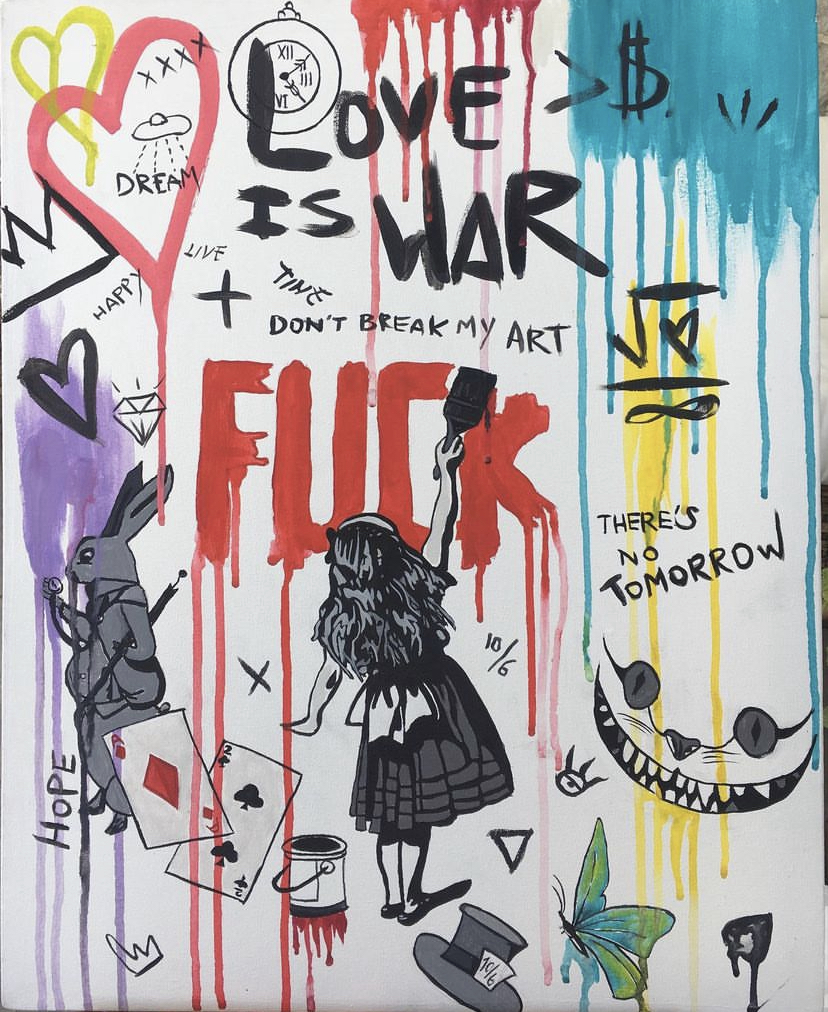 XXXX
XII
III
VI
LOVE > $
DREAM
IS WAR
LIVE
HAPPY
+ TIME
DON'T BREAK MY ART
√♡
∞
FUCK
THERE'S
NO
TOMORROW
10/6
X
HOPE
A
2
2
10/6